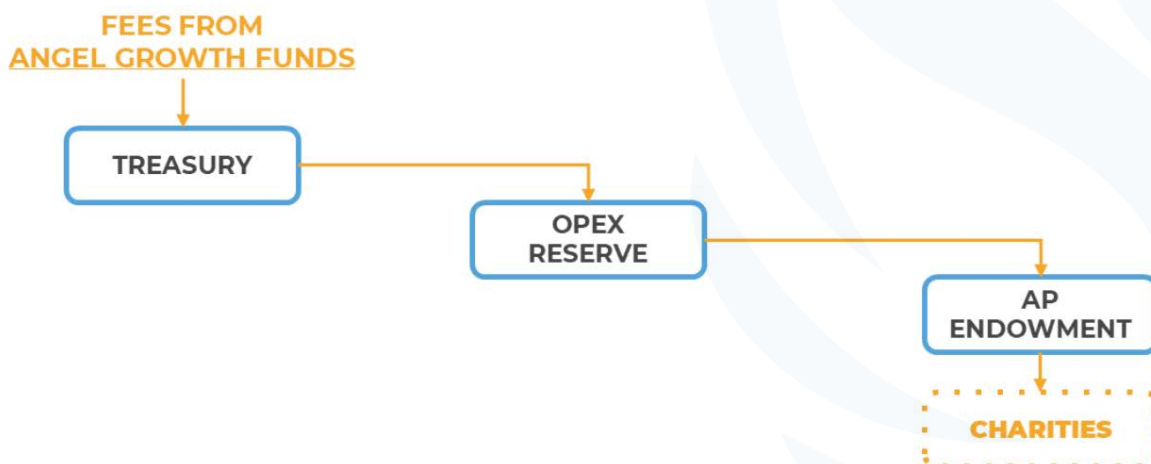 FEES FROM
ANGEL GROWTH FUNDS
TREASURY
OPEX
RESERVE
AP
ENDOWMENT
CHARITIES